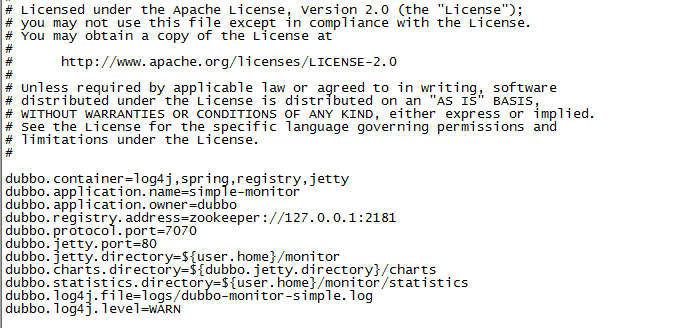 # Licensed under the Apache License, Version 2.0 (the "License");
# you may not use this file except in compliance with the License.
# You may obtain a copy of the License at
#
#      http://www.apache.org/licenses/LICENSE-2.0
#
# Unless required by applicable law or agreed to in writing, software
# distributed under the License is distributed on an "AS IS" BASIS,
# WITHOUT WARRANTIES OR CONDITIONS OF ANY KIND, either express or implied.
# See the License for the specific language governing permissions and
# limitations under the License.
#
dubbo.container=log4j,spring,registry,jetty
dubbo.application.name=simple-monitor
dubbo.application.owner=dubbo
dubbo.registry.address=zookeeper://127.0.0.1:2181
dubbo.protocol.port=7070
dubbo.jetty.port=80
dubbo.jetty.directory=${user.home}/monitor
dubbo.charts.directory=${dubbo.jetty.directory}/charts
dubbo.statistics.directory=${user.home}/monitor/statistics
dubbo.log4j.file=logs/dubbo-monitor-simple.log
dubbo.log4j.level=WARN